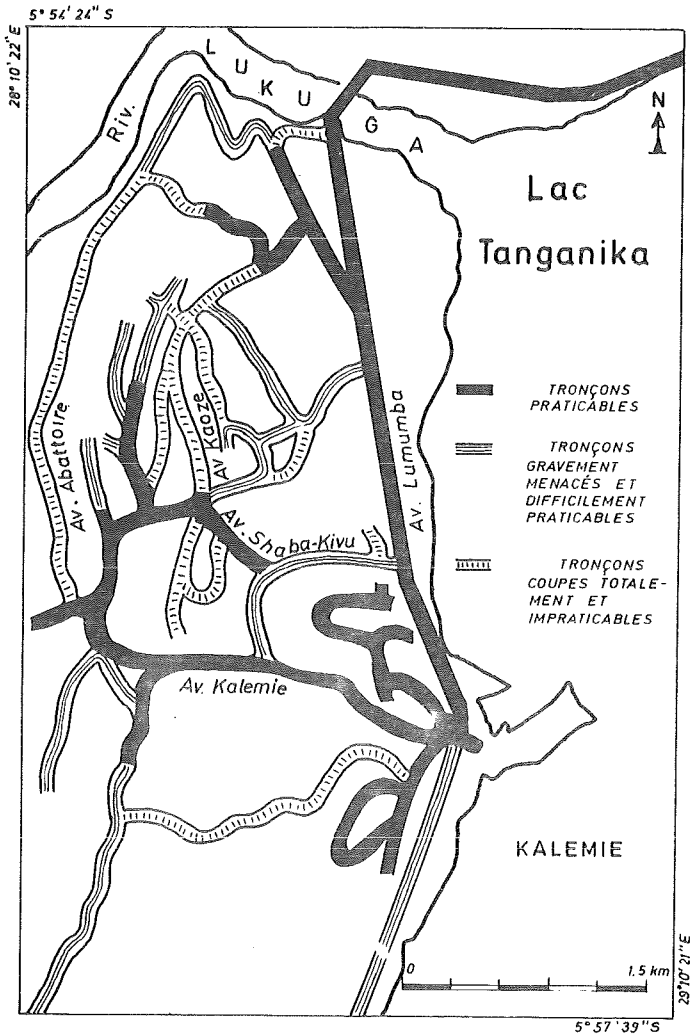 5° 54' 24" S
28° 10' 22" E
Riv.
LUKUGA
N
Lac
Tanganika
TRONÇONS
PRATICABLES
TRONÇONS
GRAVEMENT
MENACÉS ET
DIFFICILEMENT
PRATICABLES
TRONÇONS
COUPES TOTALE-
MENT ET
IMPRATICABLES
Av. Abattoire
Av Kaoze
Av. Lumumba
Av. Shaba-Kivu
Av. Kalemie
KALEMIE
0 1.5 km
29° 10' 21" E
5° 57' 39" S